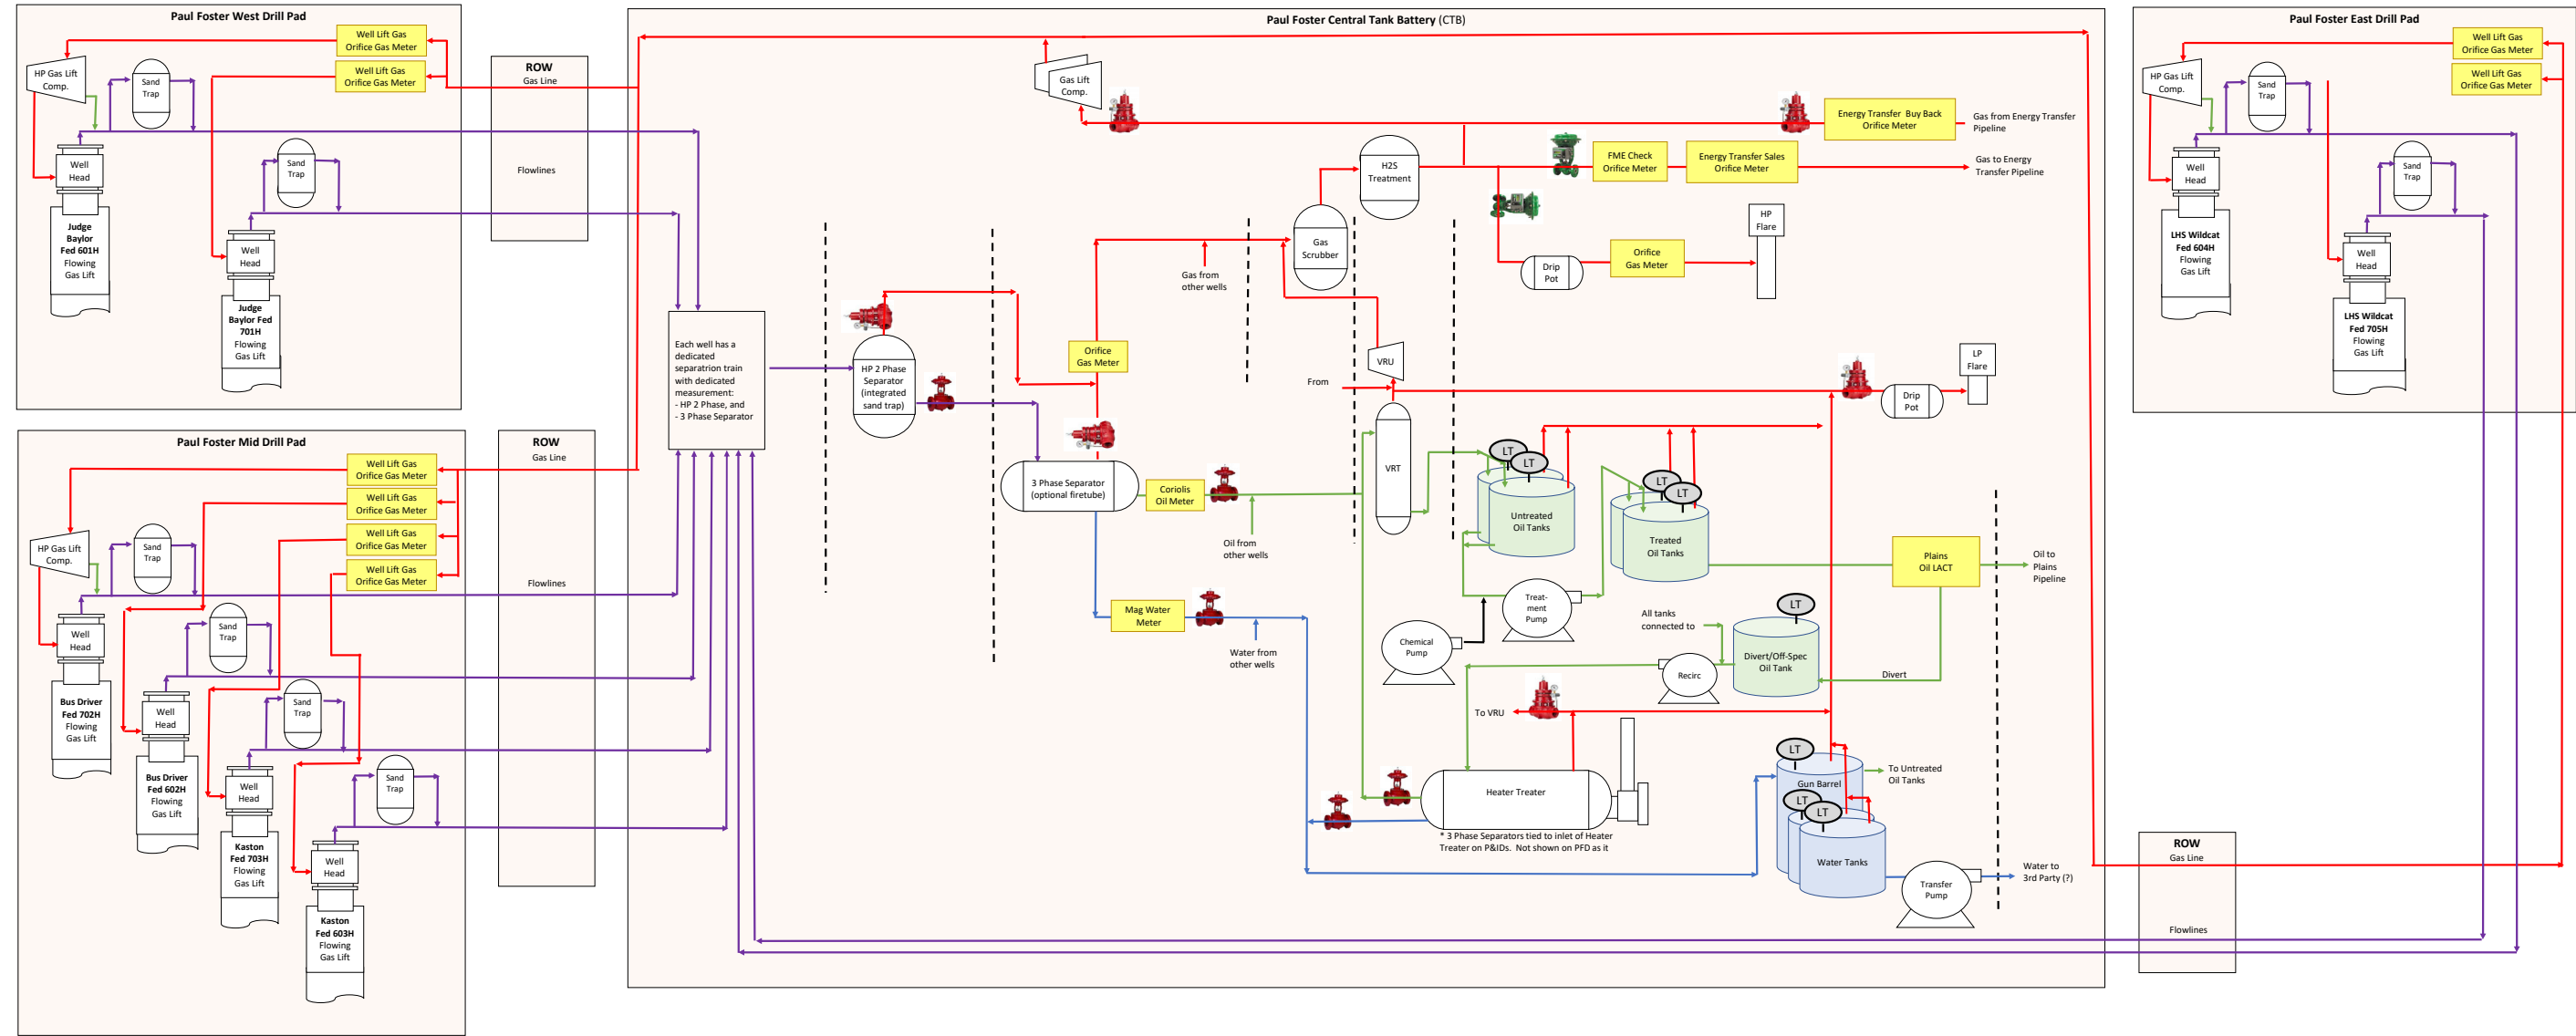 Paul Foster West Drill Pad
Well Lift Gas
Orifice Gas Meter
Well Lift Gas
Orifice Gas Meter
HP Gas Lift
Comp.
Sand
Trap
Sand
Trap
Well
Head
Judge
Baylor
Fed 601H
Flowing
Gas Lift
Well
Head
Judge
Baylor Fed
701H
Flowing
Gas Lift
ROW
Gas Line
Flowlines
Paul Foster Mid Drill Pad
Well Lift Gas
Orifice Gas Meter
Well Lift Gas
Orifice Gas Meter
Well Lift Gas
Orifice Gas Meter
Well Lift Gas
Orifice Gas Meter
HP Gas Lift
Comp.
Sand
Trap
Sand
Trap
Sand
Trap
Sand
Trap
Well
Head
Bus Driver
Fed 702H
Flowing
Gas Lift
Well
Head
Bus Driver
Fed 602H
Flowing
Gas Lift
Well
Head
Kaston
Fed 703H
Flowing
Gas Lift
Well
Head
Kaston
Fed 603H
Flowing
Gas Lift
ROW
Gas Line
Flowlines
Paul Foster Central Tank Battery (CTB)
Gas Lift
Comp.
Energy Transfer Buy Back
Orifice Meter
Gas from Energy Transfer
Pipeline
H2S
Treatment
FME Check
Orifice Meter
Energy Transfer Sales
Orifice Meter
Gas to Energy
Transfer Pipeline
Gas
Scrubber
HP
Flare
Drip
Pot
Orifice
Gas Meter
Gas from
other wells
Each well has a
dedicated
separatrion train
with dedicated
measurement:
- HP 2 Phase, and
- 3 Phase Separator
HP 2 Phase
Separator
(integrated
sand trap)
Orifice
Gas Meter
VRU
From
LP
Flare
Drip
Pot
3 Phase Separator
(optional firetube)
Coriolis
Oil Meter
Oil from
other wells
VRT
LT
LT
Untreated
Oil Tanks
LT
LT
Treated
Oil Tanks
Plains
Oil LACT
Oil to
Plains
Pipeline
Mag Water
Meter
Water from
other wells
Chemical
Pump
Treat-
ment
Pump
All tanks
connected to
LT
Divert/Off-Spec
Oil Tank
Recirc
Divert
To VRU
Heater Treater
* 3 Phase Separators tied to inlet of Heater
Treater on P&IDs. Not shown on PFD as it
LT
Gun Barrel
To Untreated
Oil Tanks
LT
LT
Water Tanks
Transfer
Pump
Water to
3rd Party (?)
Paul Foster East Drill Pad
Well Lift Gas
Orifice Gas Meter
Well Lift Gas
Orifice Gas Meter
HP Gas Lift
Comp.
Sand
Trap
Sand
Trap
Well
Head
LHS Wildcat
Fed 604H
Flowing
Gas Lift
Well
Head
LHS Wildcat
Fed 705H
Flowing
Gas Lift
ROW
Gas Line
Flowlines